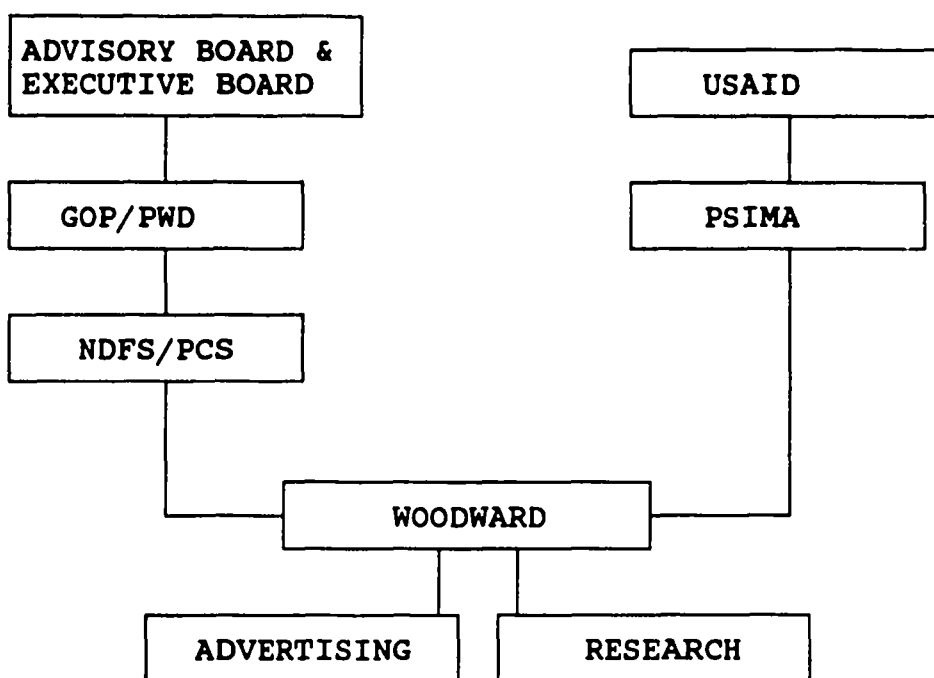 ADVISORY BOARD &
EXECUTIVE BOARD
USAID
GOP/PWD
PSIMA
NDFS/PCS
WOODWARD
ADVERTISING
RESEARCH